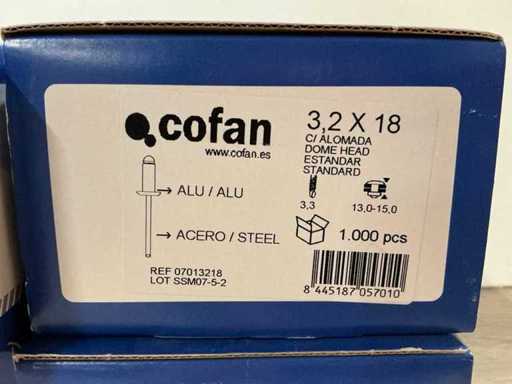 cofan
www.cofan.es
3,2 X 18
C/ ALOMADA
DOME HEAD
ESTANDAR
STANDARD
ALU / ALU
ACERO / STEEL
3,3
13,0-15,0
1.000 pcs
REF 07013218
LOT SSM07-5-2
8 445187 057010